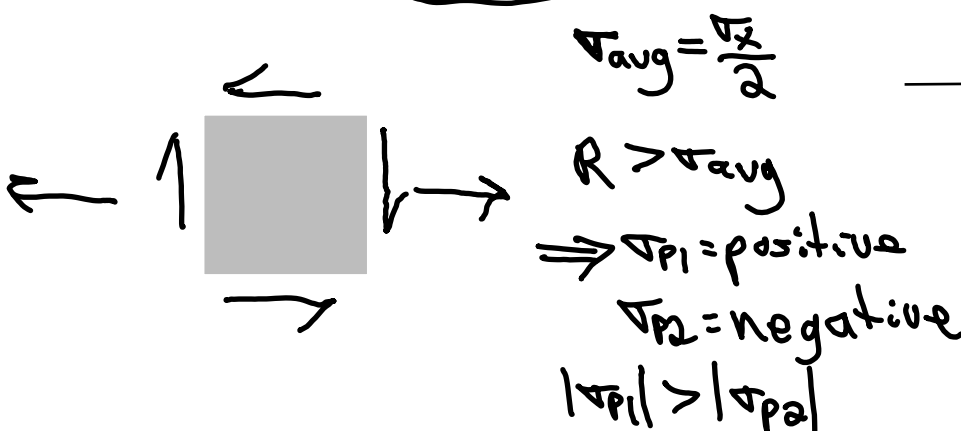 σavg = σx/2
R > σavg
⇒ σp1 = positive
σp2 = negative
|σp1| > |σp2|